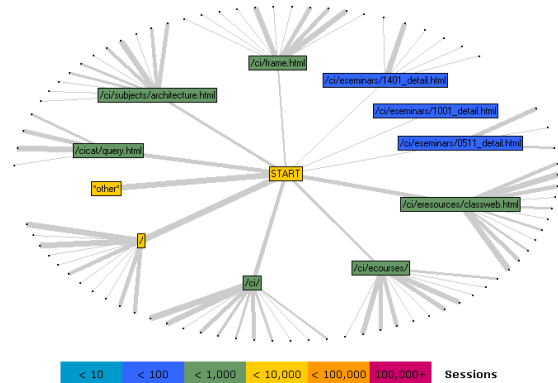 /ci/frame.html
/ci/eseminars/1401_detail.html
/ci/subjects/architecture.html
/ci/eseminars/1001_detail.html
/ci/eseminars/0511_detail.html
/cicat/query.html
START
*other*
/ci/eresources/classweb.html
/
/ci/ecourses/
/ci/
< 10 < 100 < 1,000 < 10,000 < 100,000 100,000+ Sessions